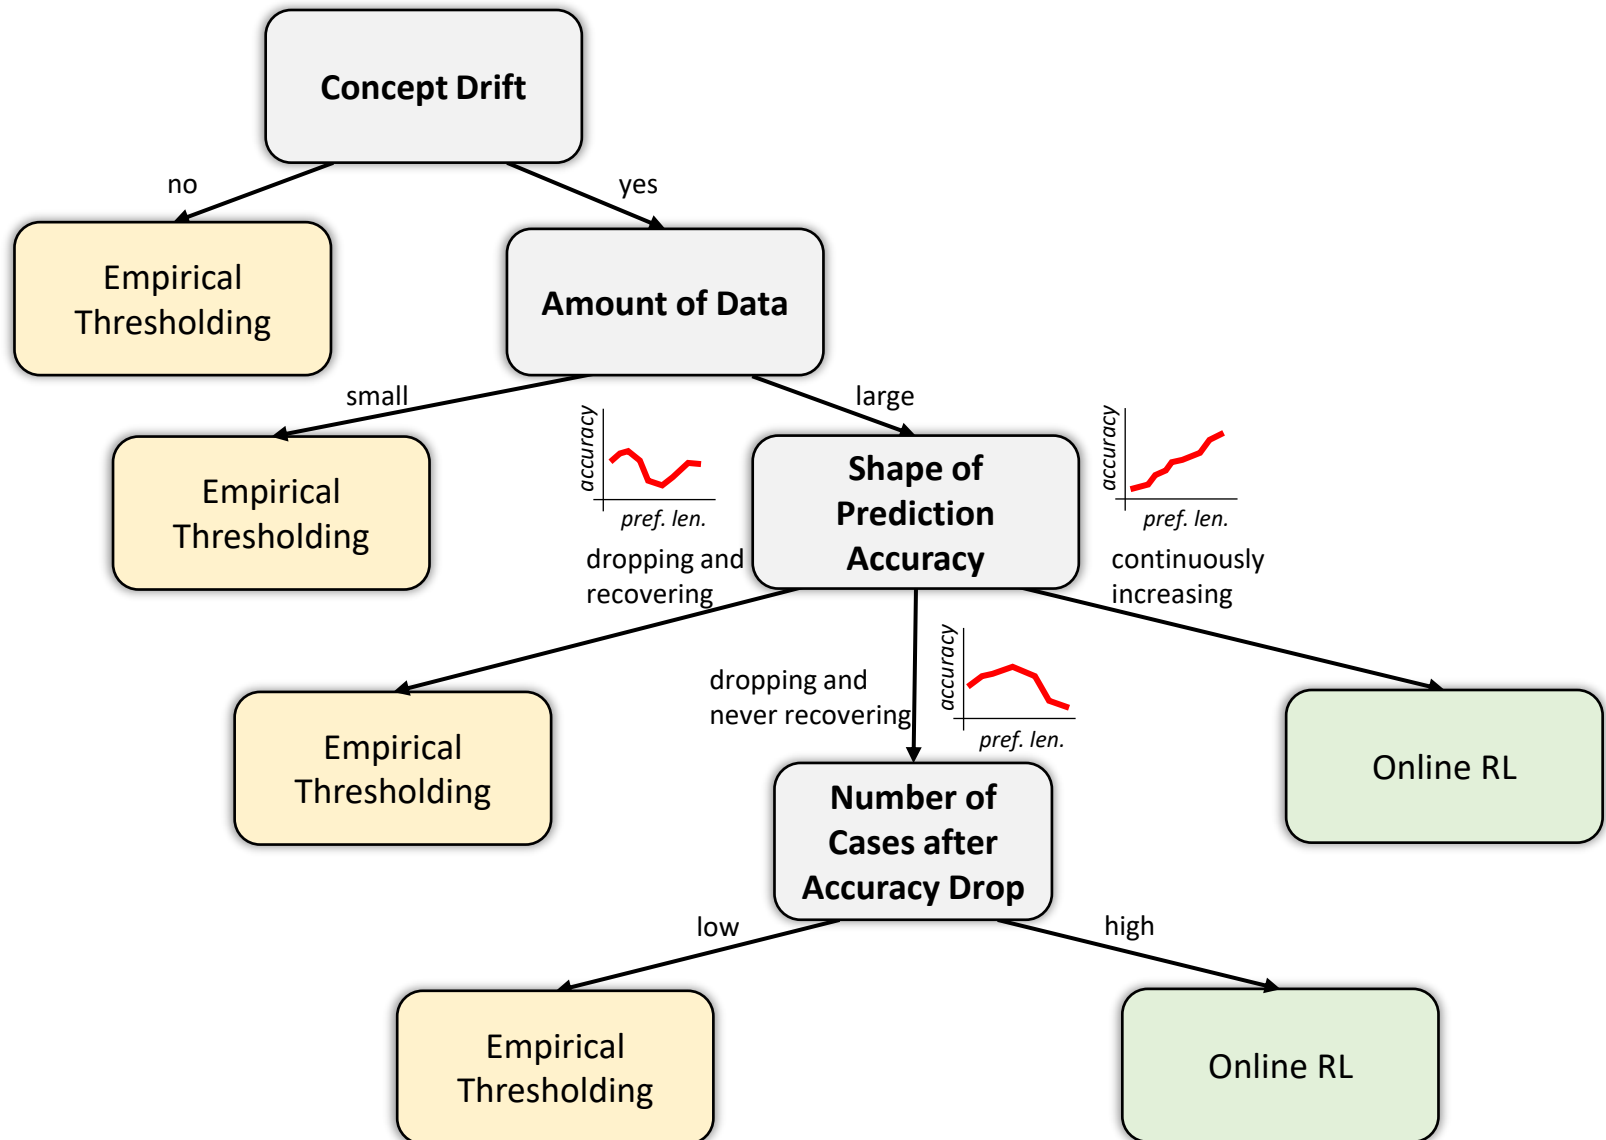 Concept Drift
no
yes
Empirical
Thresholding
Amount of Data
small
large
Empirical
Thresholding
accuracy
pref. len.
Shape of
Prediction
Accuracy
accuracy
pref. len.
dropping and
recovering
continuously
increasing
dropping and
never recovering
accuracy
pref. len.
Empirical
Thresholding
Online RL
Number of
Cases after
Accuracy Drop
low
high
Empirical
Thresholding
Online RL